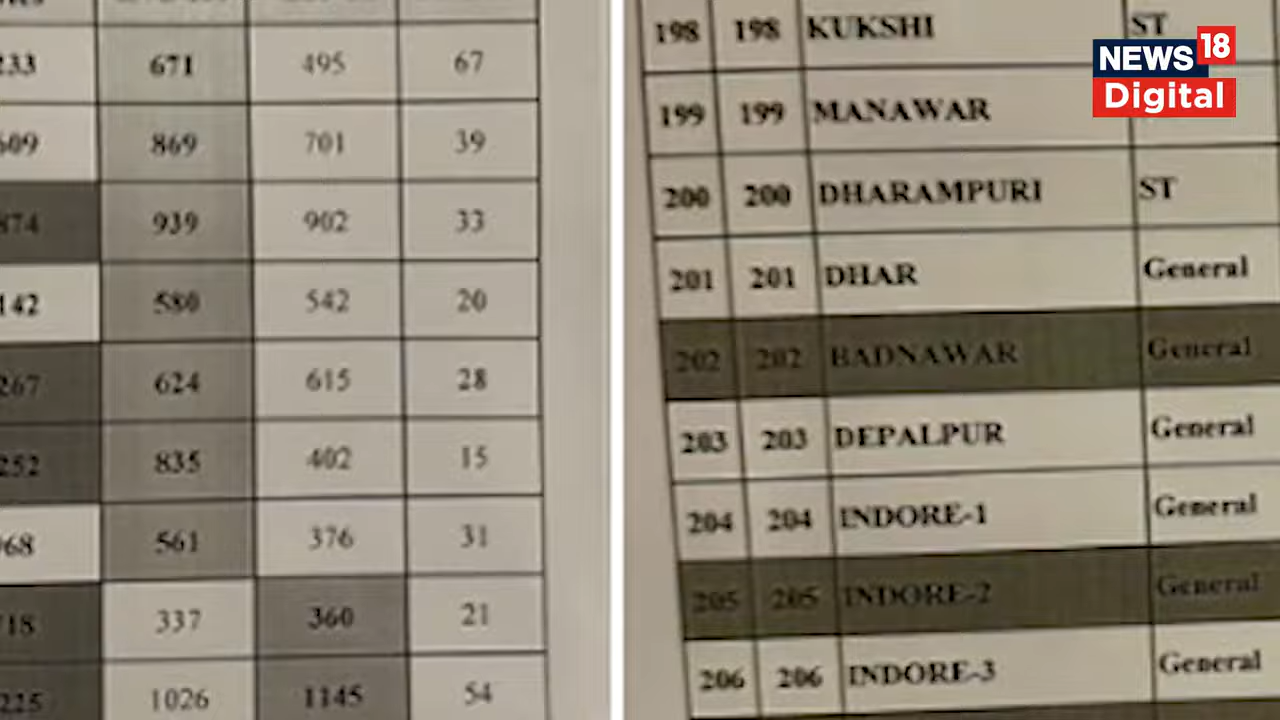 233 671 495 67
609 869 701 39
874 939 902 33
142 580 542 20
267 624 615 28
252 835 402 15
968 561 376 31
718 337 360 21
225 1026 1145 54
198 198 KUKSHI ST
199 199 MANAWAR
200 200 DHARAMPURI ST
201 201 DHAR General
202 202 BADNAWAR General
203 203 DEPALPUR General
204 204 INDORE-1 General
205 205 INDORE-2 General
206 206 INDORE-3 General
NEWS 18
Digital